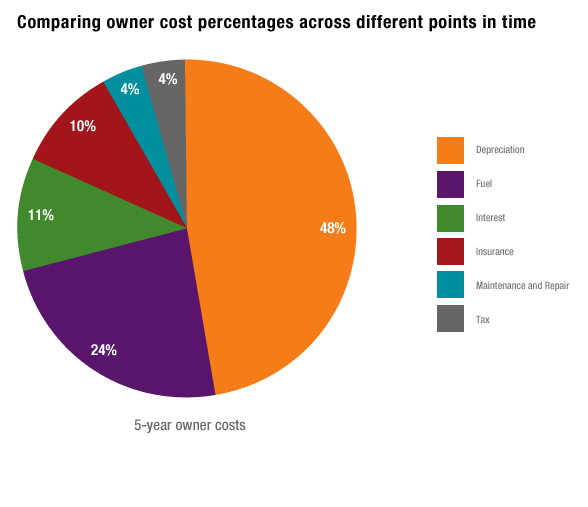 Comparing owner cost percentages across different points in time
4%
4%
10%
11%
48%
24%
Depreciation
Fuel
Interest
Insurance
Maintenance and Repair
Tax
5-year owner costs